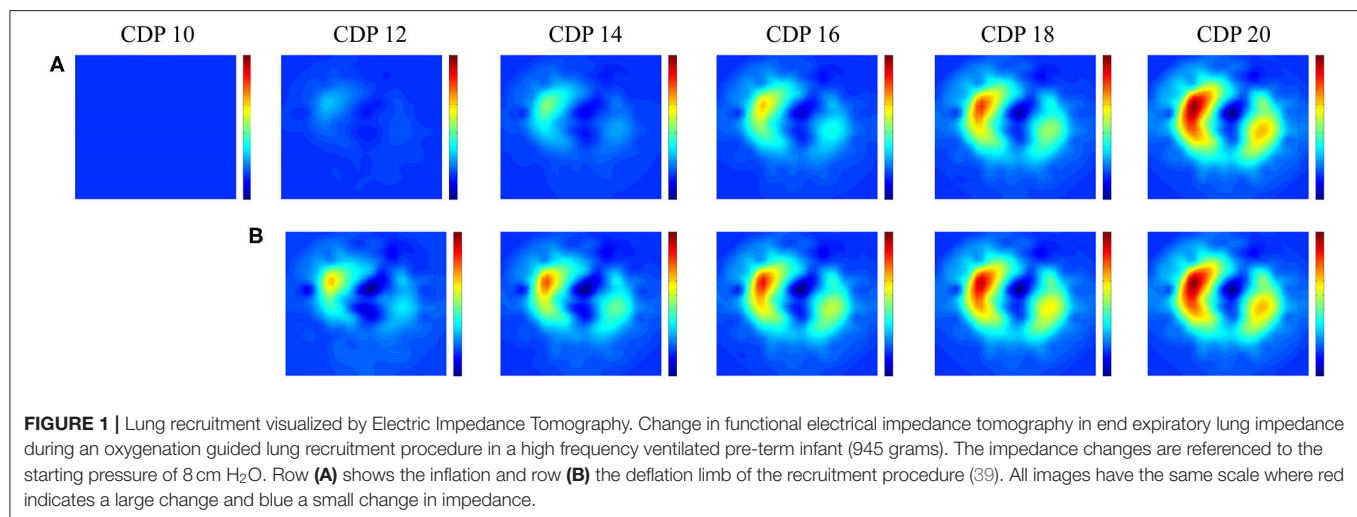 CDP 10 CDP 12 CDP 14 CDP 16 CDP 18 CDP 20
A
B
FIGURE 1 | Lung recruitment visualized by Electric Impedance Tomography. Change in functional electrical impedance tomography in end expiratory lung impedance
during an oxygenation guided lung recruitment procedure in a high frequency ventilated pre-term infant (945 grams). The impedance changes are referenced to the
starting pressure of 8 cm H₂O. Row (A) shows the inflation and row (B) the deflation limb of the recruitment procedure (39). All images have the same scale where red
indicates a large change and blue a small change in impedance.